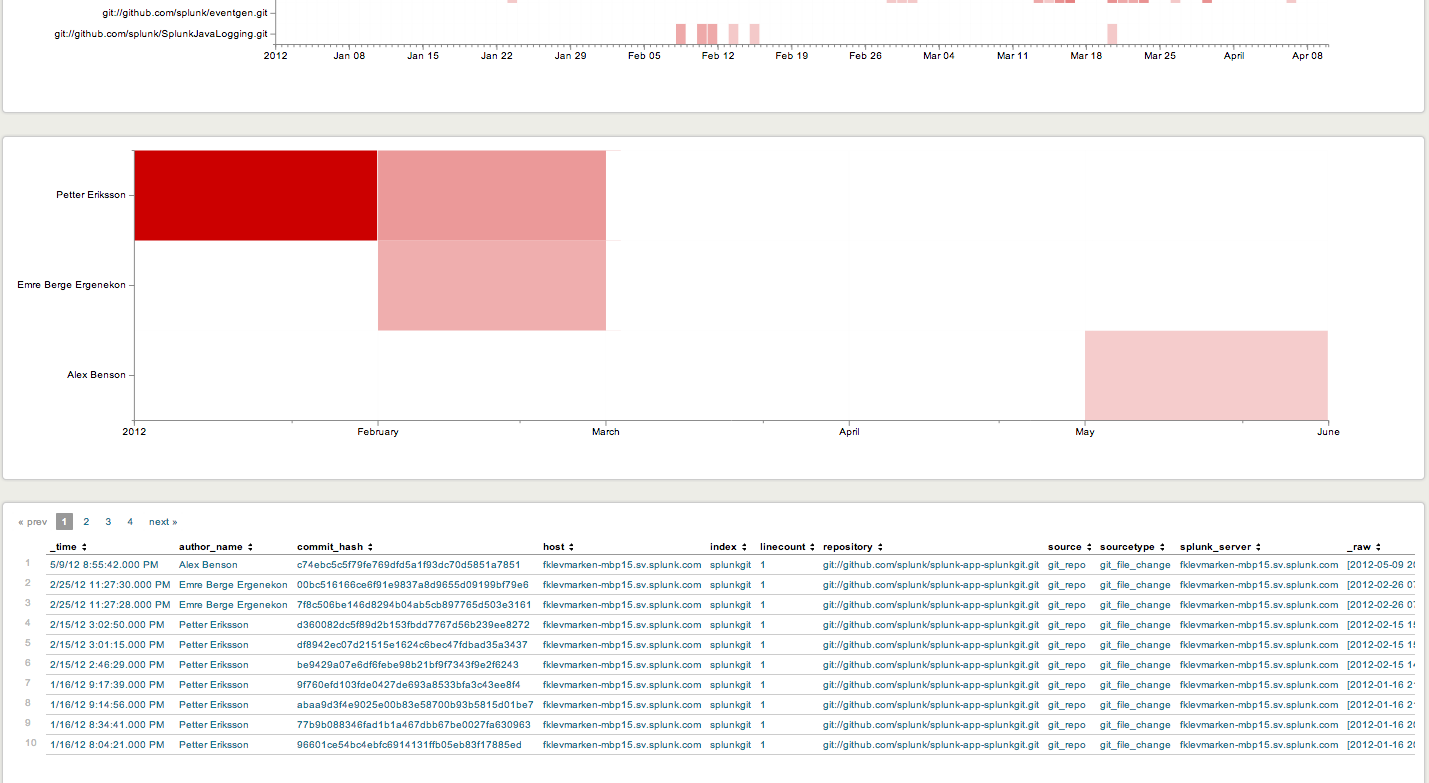 git://github.com/splunk/eventgen.git
git://github.com/splunk/SplunkJavaLogging.git
2012 Jan 08 Jan 15 Jan 22 Jan 29 Feb 05 Feb 12 Feb 19 Feb 26 Mar 04 Mar 11 Mar 18 Mar 25 April Apr 08
Petter Eriksson
Emre Berge Ergenekon
Alex Benson
2012 February March April May June
« prev 1 2 3 4 next »
_time author_name commit_hash host index linecount repository source sourcetype splunk_server _raw
1 5/9/12 8:55:42.000 PM Alex Benson c74ebc5c5f79fe769dfd5a1f93dc70d5851a7851 fklevmarken-mbp15.sv.splunk.com splunkgit 1 git://github.com/splunk/splunk-app-splunkgit.git git_repo git_file_change fklevmarken-mbp15.sv.splunk.com [2012-05-09 20
2 2/25/12 11:27:30.000 PM Emre Berge Ergenekon 00bc516166ce6f91e9837a8d9655d09199bf79e6 fklevmarken-mbp15.sv.splunk.com splunkgit 1 git://github.com/splunk/splunk-app-splunkgit.git git_repo git_file_change fklevmarken-mbp15.sv.splunk.com [2012-02-26 07
3 2/25/12 11:27:28.000 PM Emre Berge Ergenekon 7f8c506be146d8294b04ab5cb897765d503e3161 fklevmarken-mbp15.sv.splunk.com splunkgit 1 git://github.com/splunk/splunk-app-splunkgit.git git_repo git_file_change fklevmarken-mbp15.sv.splunk.com [2012-02-26 07
4 2/15/12 3:02:50.000 PM Petter Eriksson d360082dc5f89d2b153fbdd7767d56b239ee8272 fklevmarken-mbp15.sv.splunk.com splunkgit 1 git://github.com/splunk/splunk-app-splunkgit.git git_repo git_file_change fklevmarken-mbp15.sv.splunk.com [2012-02-15 15
5 2/15/12 3:01:15.000 PM Petter Eriksson df8942ec07d21515e1624c6bec47fdbad35a3437 fklevmarken-mbp15.sv.splunk.com splunkgit 1 git://github.com/splunk/splunk-app-splunkgit.git git_repo git_file_change fklevmarken-mbp15.sv.splunk.com [2012-02-15 15
6 2/15/12 2:46:29.000 PM Petter Eriksson be9429a07e6df6febe98b21bf9f7343f9e2f6243 fklevmarken-mbp15.sv.splunk.com splunkgit 1 git://github.com/splunk/splunk-app-splunkgit.git git_repo git_file_change fklevmarken-mbp15.sv.splunk.com [2012-02-15 14
7 1/16/12 9:17:39.000 PM Petter Eriksson 9f760efd103fde0427de693a8533bfa3c43ee8f4 fklevmarken-mbp15.sv.splunk.com splunkgit 1 git://github.com/splunk/splunk-app-splunkgit.git git_repo git_file_change fklevmarken-mbp15.sv.splunk.com [2012-01-16 21
8 1/16/12 9:14:56.000 PM Petter Eriksson abaa9d3f4e9025e00b83e58700b93b5815d01be7 fklevmarken-mbp15.sv.splunk.com splunkgit 1 git://github.com/splunk/splunk-app-splunkgit.git git_repo git_file_change fklevmarken-mbp15.sv.splunk.com [2012-01-16 21
9 1/16/12 8:34:41.000 PM Petter Eriksson 77b9b088346fad1b1a467dbb67be0027fa630963 fklevmarken-mbp15.sv.splunk.com splunkgit 1 git://github.com/splunk/splunk-app-splunkgit.git git_repo git_file_change fklevmarken-mbp15.sv.splunk.com [2012-01-16 20
10 1/16/12 8:04:21.000 PM Petter Eriksson 96601ce54bc4ebfc6914131ffb05eb83f17885ed fklevmarken-mbp15.sv.splunk.com splunkgit 1 git://github.com/splunk/splunk-app-splunkgit.git git_repo git_file_change fklevmarken-mbp15.sv.splunk.com [2012-01-16 20